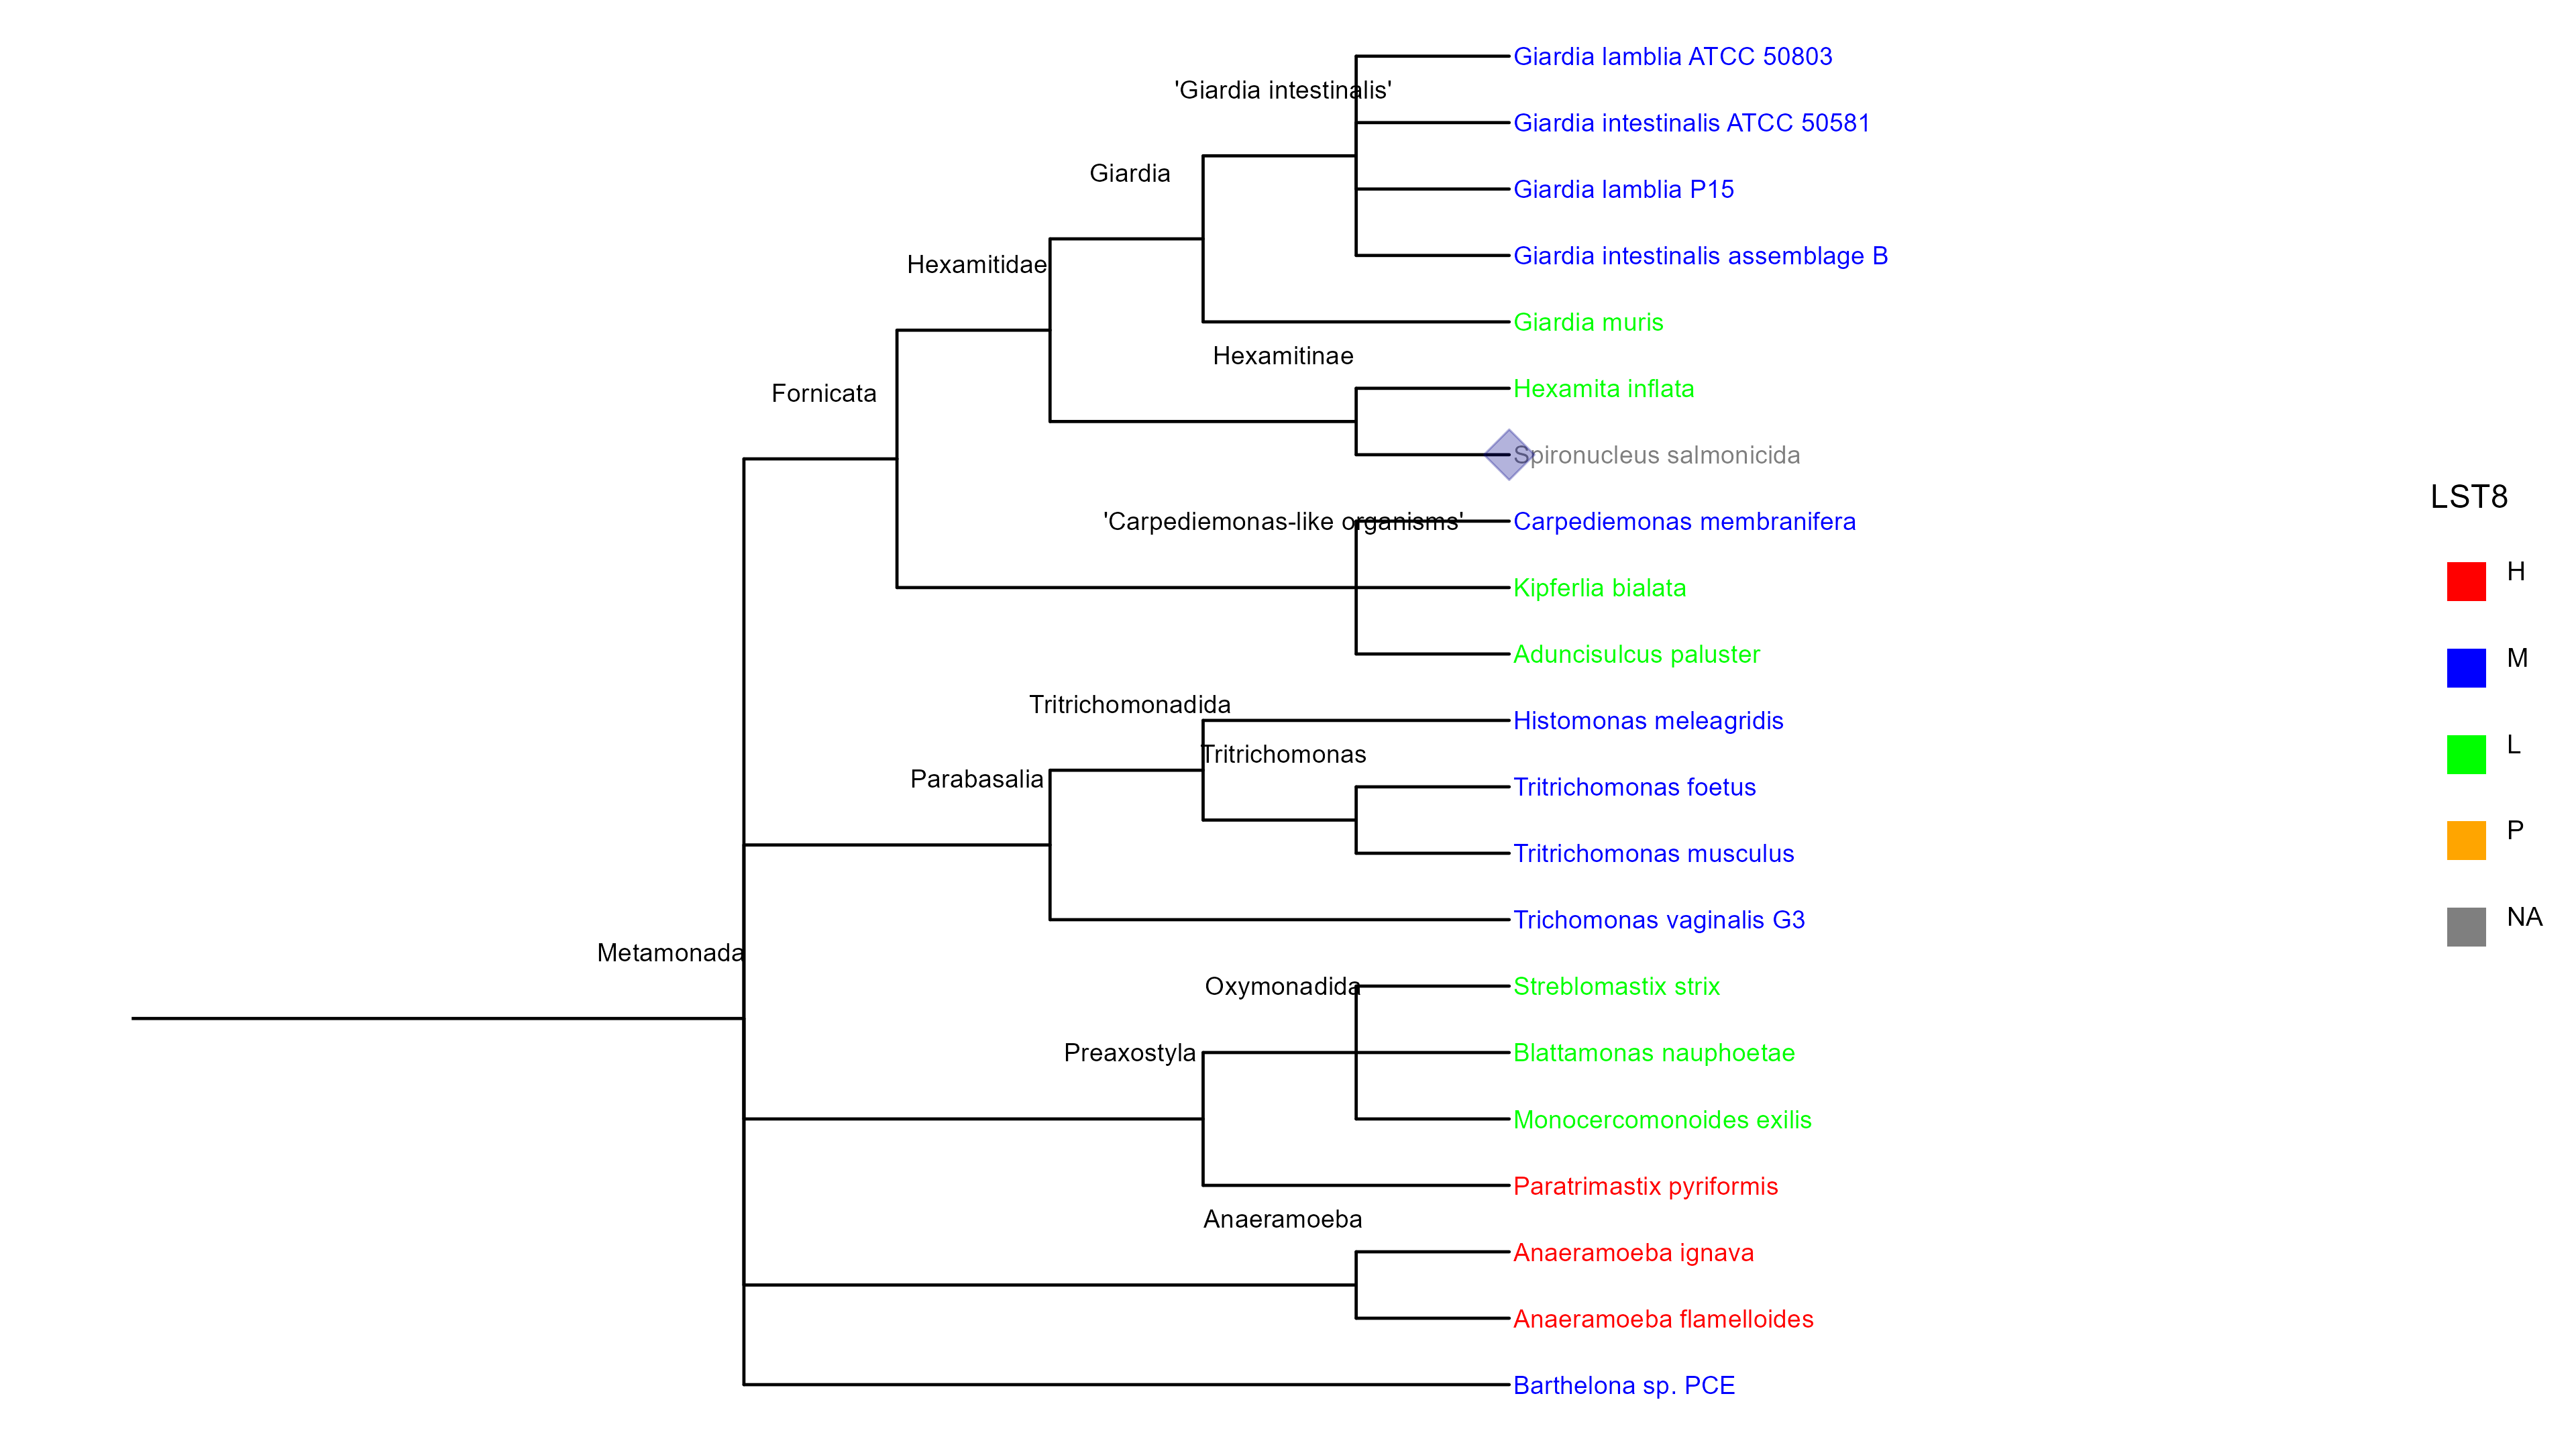 Giardia lamblia ATCC 50803
'Giardia intestinalis'
Giardia intestinalis ATCC 50581
Giardia
Giardia lamblia P15
Hexamitidae
Giardia intestinalis assemblage B
Giardia muris
Hexamitinae
Fornicata
Hexamita inflata
Spironucleus salmonicida
'Carpediemonas-like organisms'
Carpediemonas membranifera
Kipferlia bialata
Aduncisulcus paluster
Tritrichomonadida
Histomonas meleagridis
Tritrichomonas
Parabasalia
Tritrichomonas foetus
Tritrichomonas musculus
Trichomonas vaginalis G3
Metamonada
Oxymonadida
Streblomastix strix
Preaxostyla
Blattamonas nauphoetae
Monocercomonoides exilis
Paratrimastix pyriformis
Anaeramoeba
Anaeramoeba ignava
Anaeramoeba flamelloides
Barthelona sp. PCE
LST8
H
M
L
P
NA